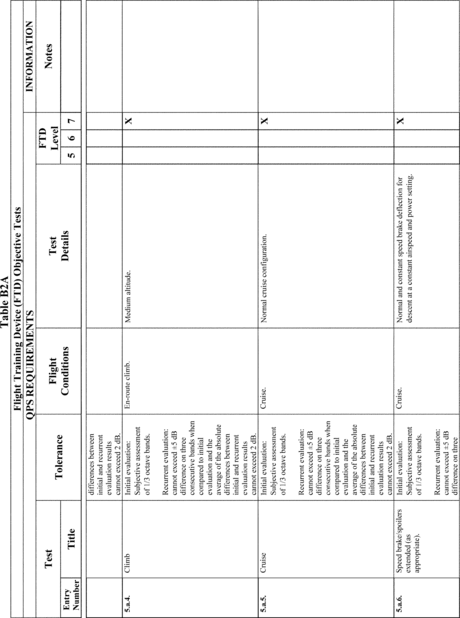 Table B2A
Flight Training Device (FTD) Objective Tests
QPS REQUIREMENTS
INFORMATION
Test
Tolerance
Flight
Conditions
Test
Details
FTD
Level
Notes
Entry
Number
Title
5
6
7
differences between
initial and recurrent
evaluation results
cannot exceed 2 dB.
5.a.4.
Climb
Initial evaluation:
Subjective assessment
of 1/3 octave bands.
Recurrent evaluation:
cannot exceed ±5 dB
difference on three
consecutive bands when
compared to initial
evaluation and the
average of the absolute
differences between
initial and recurrent
evaluation results
cannot exceed 2 dB.
En-route climb.
Medium altitude.
X
5.a.5.
Cruise
Initial evaluation:
Subjective assessment
of 1/3 octave bands.
Recurrent evaluation:
cannot exceed ±5 dB
difference on three
consecutive bands when
compared to initial
evaluation and the
average of the absolute
differences between
initial and recurrent
evaluation results
cannot exceed 2 dB.
Cruise.
Normal cruise configuration.
X
5.a.6.
Speed brake/spoilers
extended (as
appropriate).
Initial evaluation:
Subjective assessment
of 1/3 octave bands.
Recurrent evaluation:
cannot exceed ±5 dB
difference on three
Cruise.
Normal and constant speed brake deflection for
descent at a constant airspeed and power setting.
X